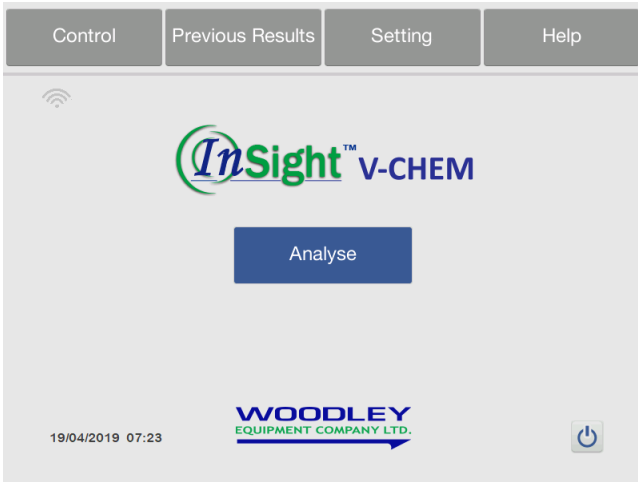 Control Previous Results Setting Help
InSight™ V-CHEM
Analyse
WOODLEY
EQUIPMENT COMPANY LTD.
19/04/2019 07:23